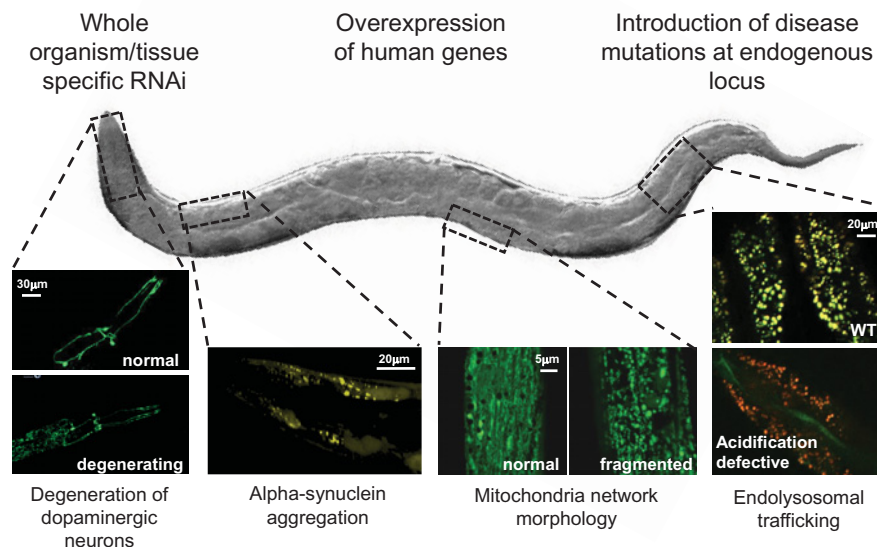 Whole
organism/tissue
specific RNAi
Overexpression
of human genes
Introduction of disease
mutations at endogenous
locus
30μm
normal
degenerating
Degeneration of
dopaminergic
neurons
20μm
Alpha-synuclein
aggregation
5μm
normal
fragmented
Mitochondria network
morphology
20μm
WT
Acidification
defective
Endolysosomal
trafficking